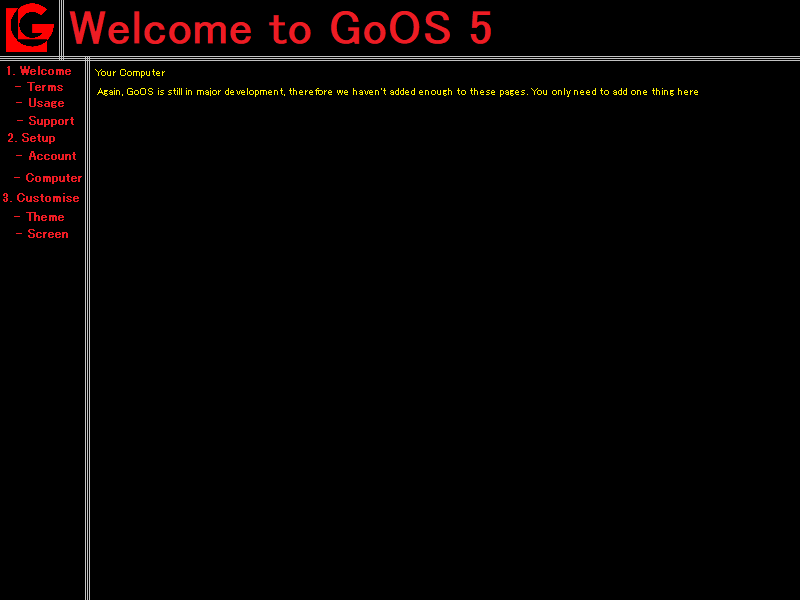 G
Welcome to GoOS 5
1. Welcome
- Terms
- Usage
- Support
2. Setup
- Account
- Computer
3. Customise
- Theme
- Screen
Your Computer
Again, GoOS is still in major development, therefore we haven't added enough to these pages. You only need to add one thing here